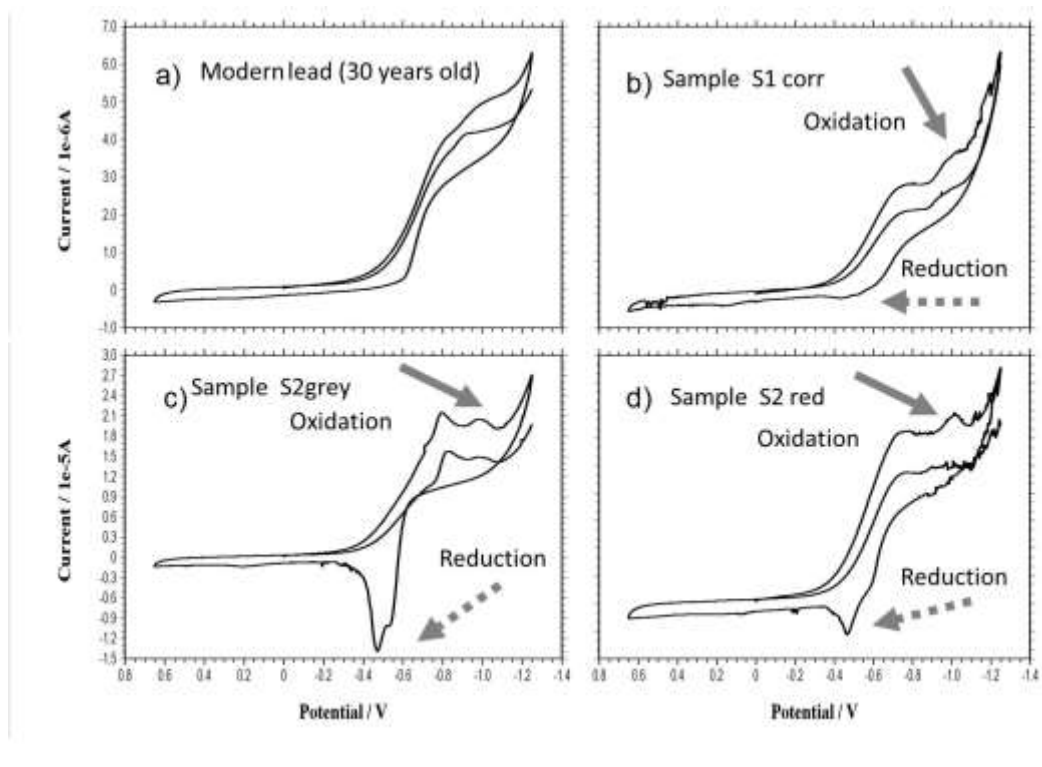 7.0
6.0
5.0
4.0
3.0
2.0
1.0
0
-1.0
Current / 1e-6A
a) Modern lead (30 years old)
b) Sample S1 corr
Oxidation
Reduction
3.0
2.7
2.4
2.1
1.8
1.5
1.2
0.9
0.6
0.3
0
-0.3
-0.6
-0.9
-1.2
-1.5
Current / 1e-5A
c) Sample S2grey
Oxidation
Reduction
d) Sample S2 red
Oxidation
Reduction
0.8 0.6 0.4 0.2 0 -0.2 -0.4 -0.6 -0.8 -1.0 -1.2 -1.4
0.8 0.6 0.4 0.2 0 -0.2 -0.4 -0.6 -0.8 -1.0 -1.2 -1.4
Potential / V
Potential / V